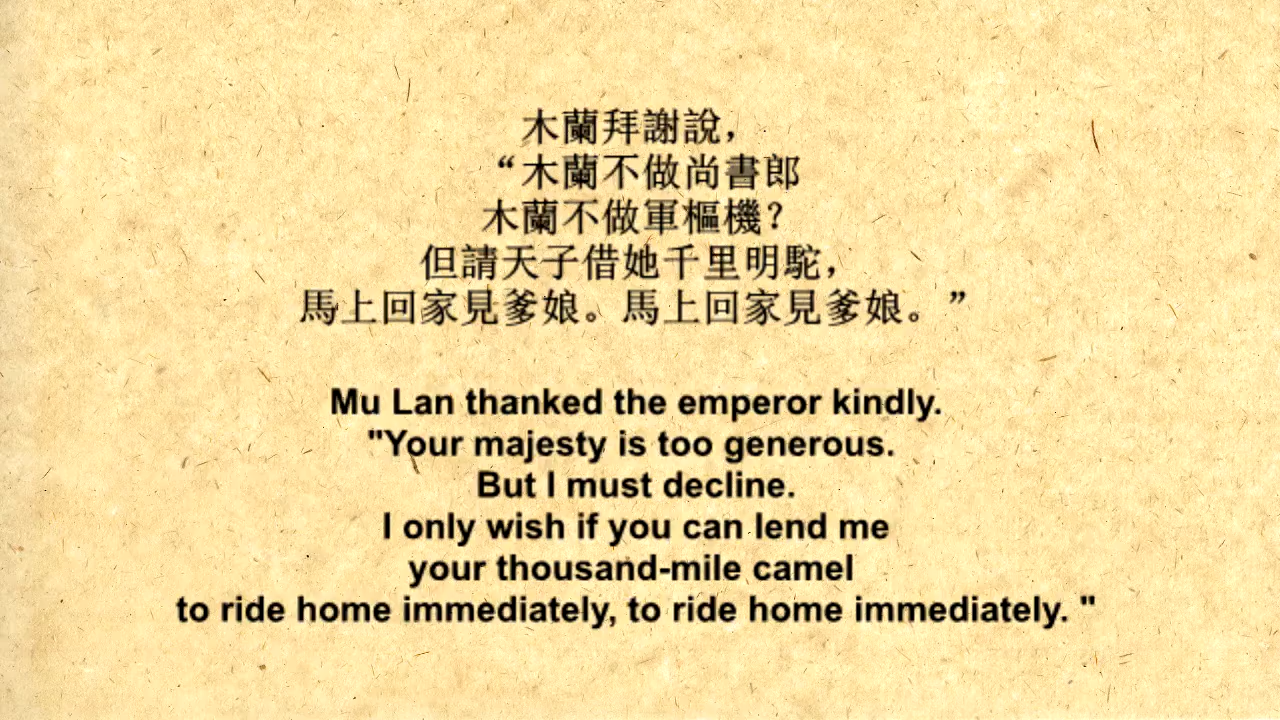 木蘭拜謝說，
“木蘭不做尚書郎
木蘭不做軍樞機？
但請天子借她千里明駝，
馬上回家見爹娘。馬上回家見爹娘。”
Mu Lan thanked the emperor kindly.
"Your majesty is too generous.
But I must decline.
I only wish if you can lend me
your thousand-mile camel
to ride home immediately, to ride home immediately. "